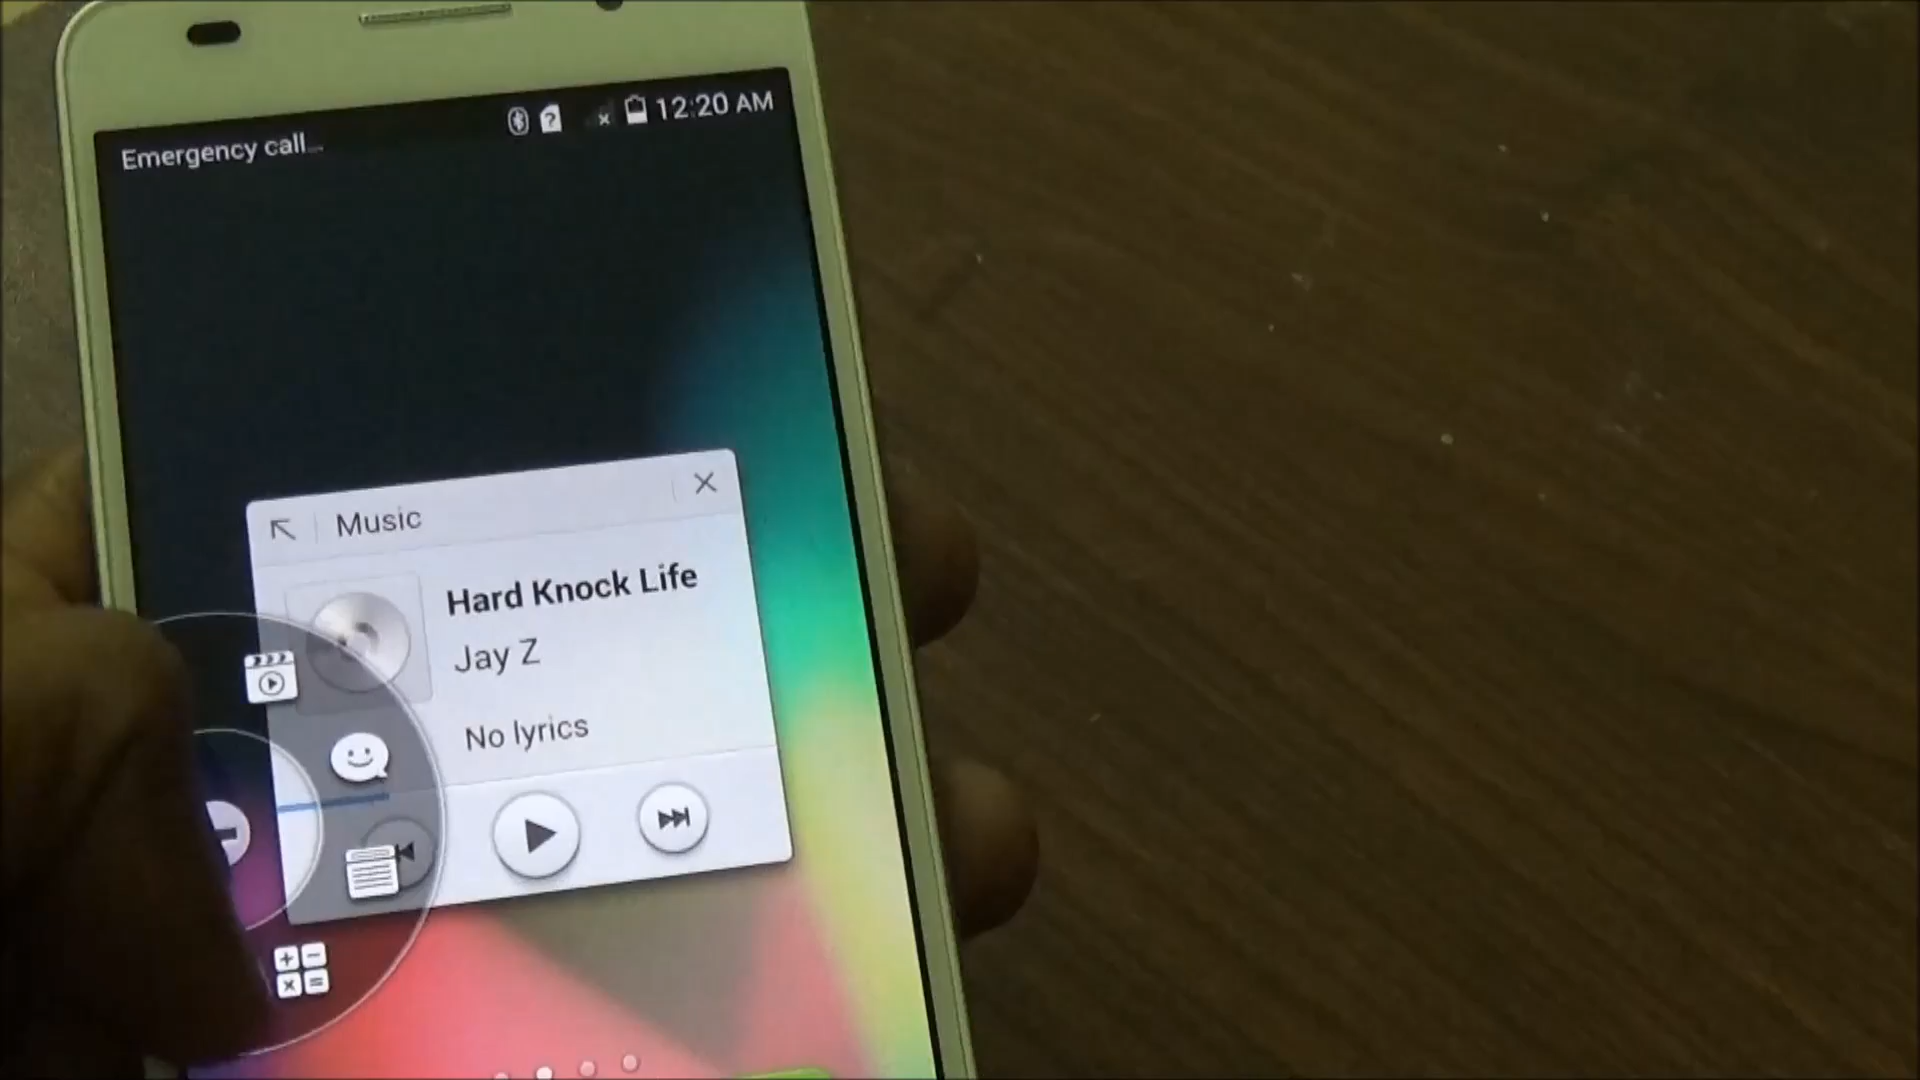 Emergency call...
12:20 AM
Music
Hard Knock Life
Jay Z
No lyrics